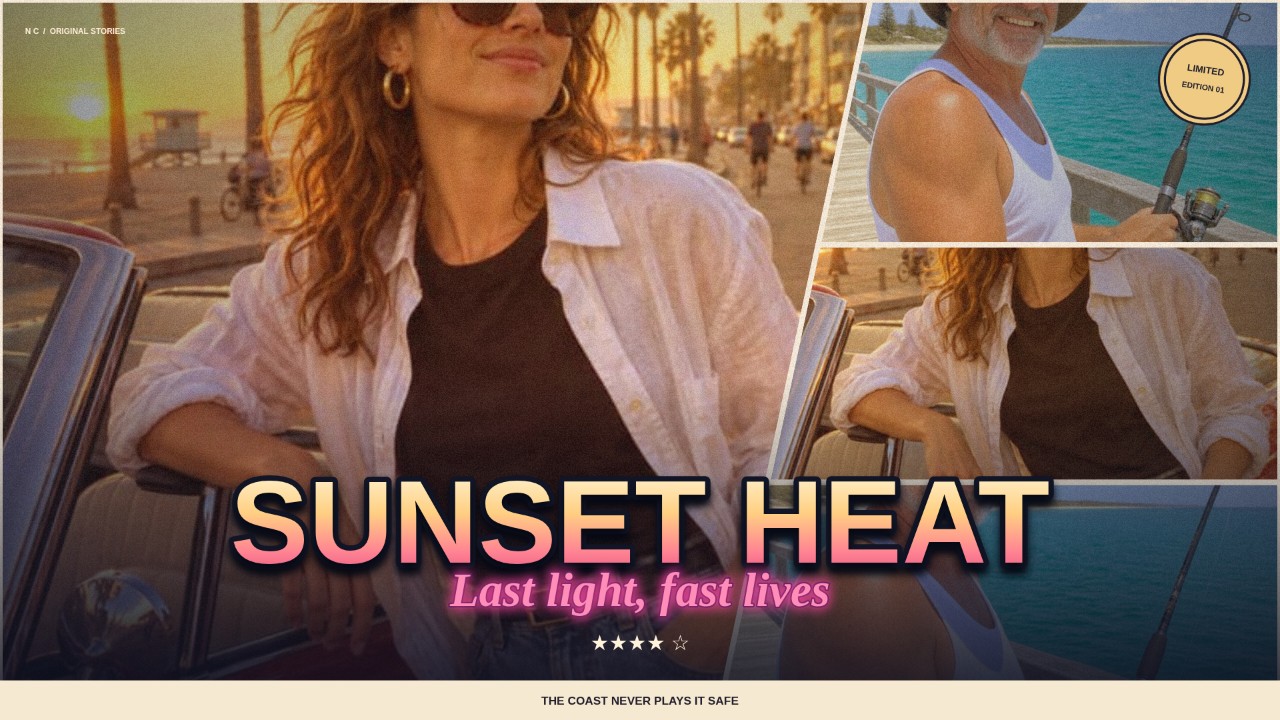 N C / ORIGINAL STORIES
LIMITED
EDITION 01
SUNSET HEAT
Last light, fast lives
★★★★☆
THE COAST NEVER PLAYS IT SAFE